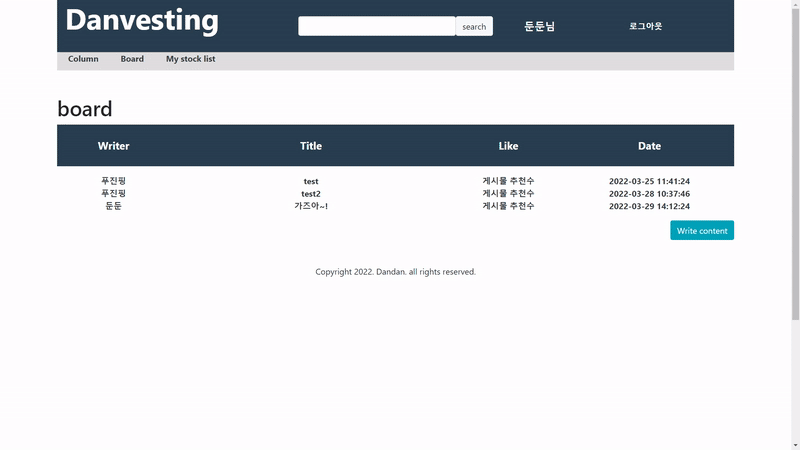 Danvesting
search
둔둔님
로그아웃
Column Board My stock list
board
Writer Title Like Date
푸진핑 test 게시물 추천수 2022-03-25 11:41:24
푸진핑 test2 게시물 추천수 2022-03-28 10:37:46
둔둔 가즈아~! 게시물 추천수 2022-03-29 14:12:24
Write content
Copyright 2022. Dandan. all rights reserved.